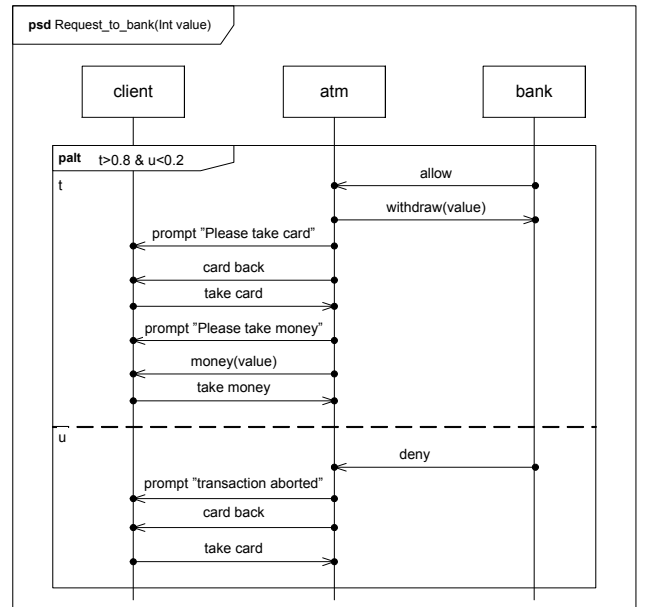 psd Request_to_bank(Int value)
client atm bank
palt t>0.8 & u<0.2
t
allow
withdraw(value)
prompt ”Please take card”
card back
take card
prompt ”Please take money”
money(value)
take money
u
deny
prompt ”transaction aborted”
card back
take card